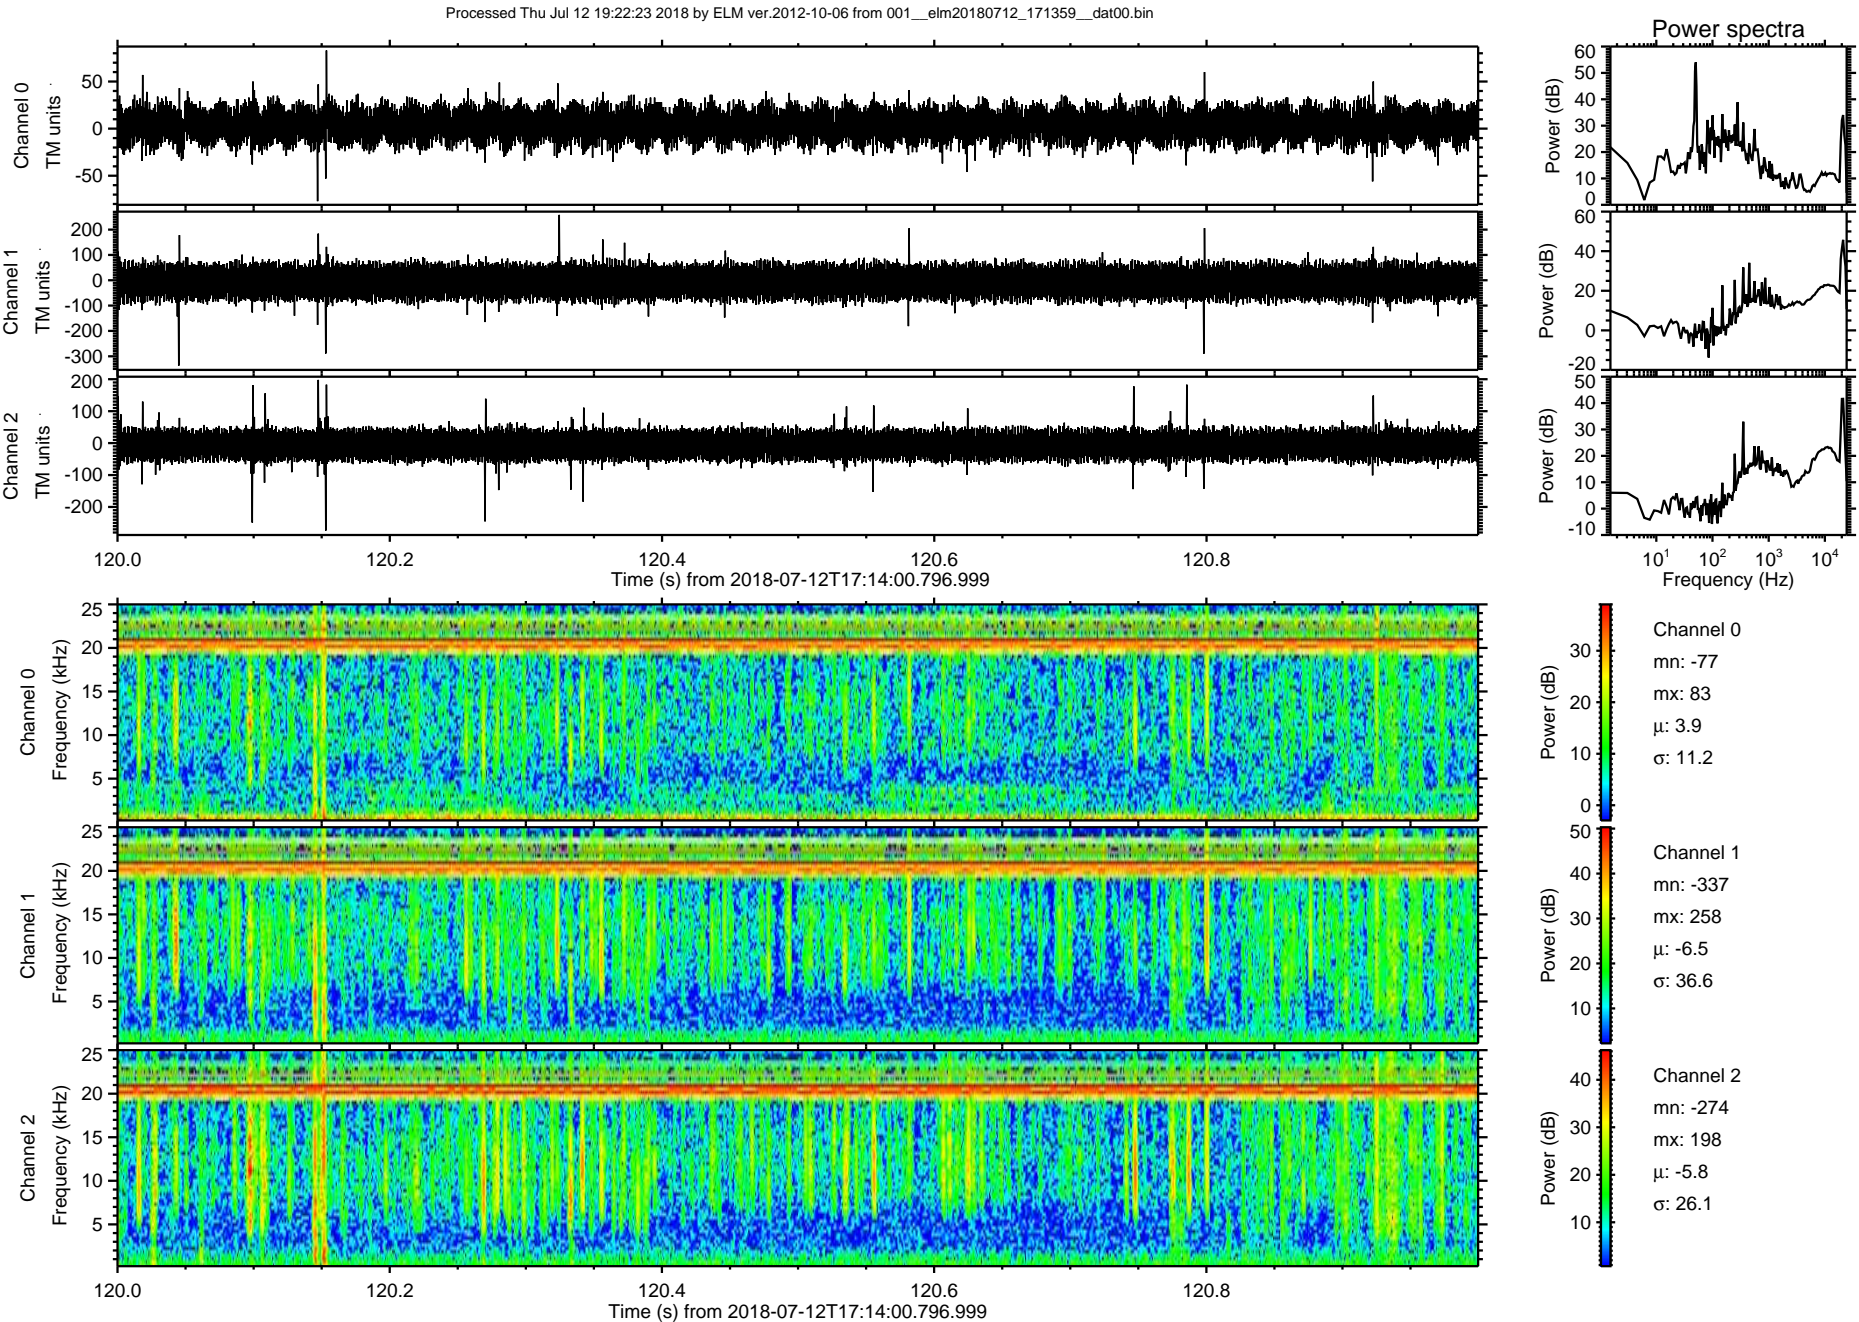 Processed Thu Jul 12 19:22:23 2018 by ELM ver.2012-10-06 from 001__elm20180712_171359__dat00.bin
Power spectra
Channel 0
TM units
50
0
-50
Power (dB)
60
50
40
30
20
10
0
Channel 1
TM units
200
100
0
-100
-200
-300
Power (dB)
60
40
20
0
-20
Channel 2
TM units
200
100
0
-100
-200
Power (dB)
50
40
30
20
10
0
-10
120.0 120.2 120.4 120.6 120.8
Time (s) from 2018-07-12T17:14:00.796.999
10^1 10^2 10^3 10^4
Frequency (Hz)
Channel 0
Frequency (kHz)
25
20
15
10
5
Power (dB)
30
20
10
0
Channel 0
mn: -77
mx: 83
μ: 3.9
σ: 11.2
Channel 1
Frequency (kHz)
25
20
15
10
5
Power (dB)
50
40
30
20
10
Channel 1
mn: -337
mx: 258
μ: -6.5
σ: 36.6
Channel 2
Frequency (kHz)
25
20
15
10
5
Power (dB)
40
30
20
10
Channel 2
mn: -274
mx: 198
μ: -5.8
σ: 26.1
120.0 120.2 120.4 120.6 120.8
Time (s) from 2018-07-12T17:14:00.796.999